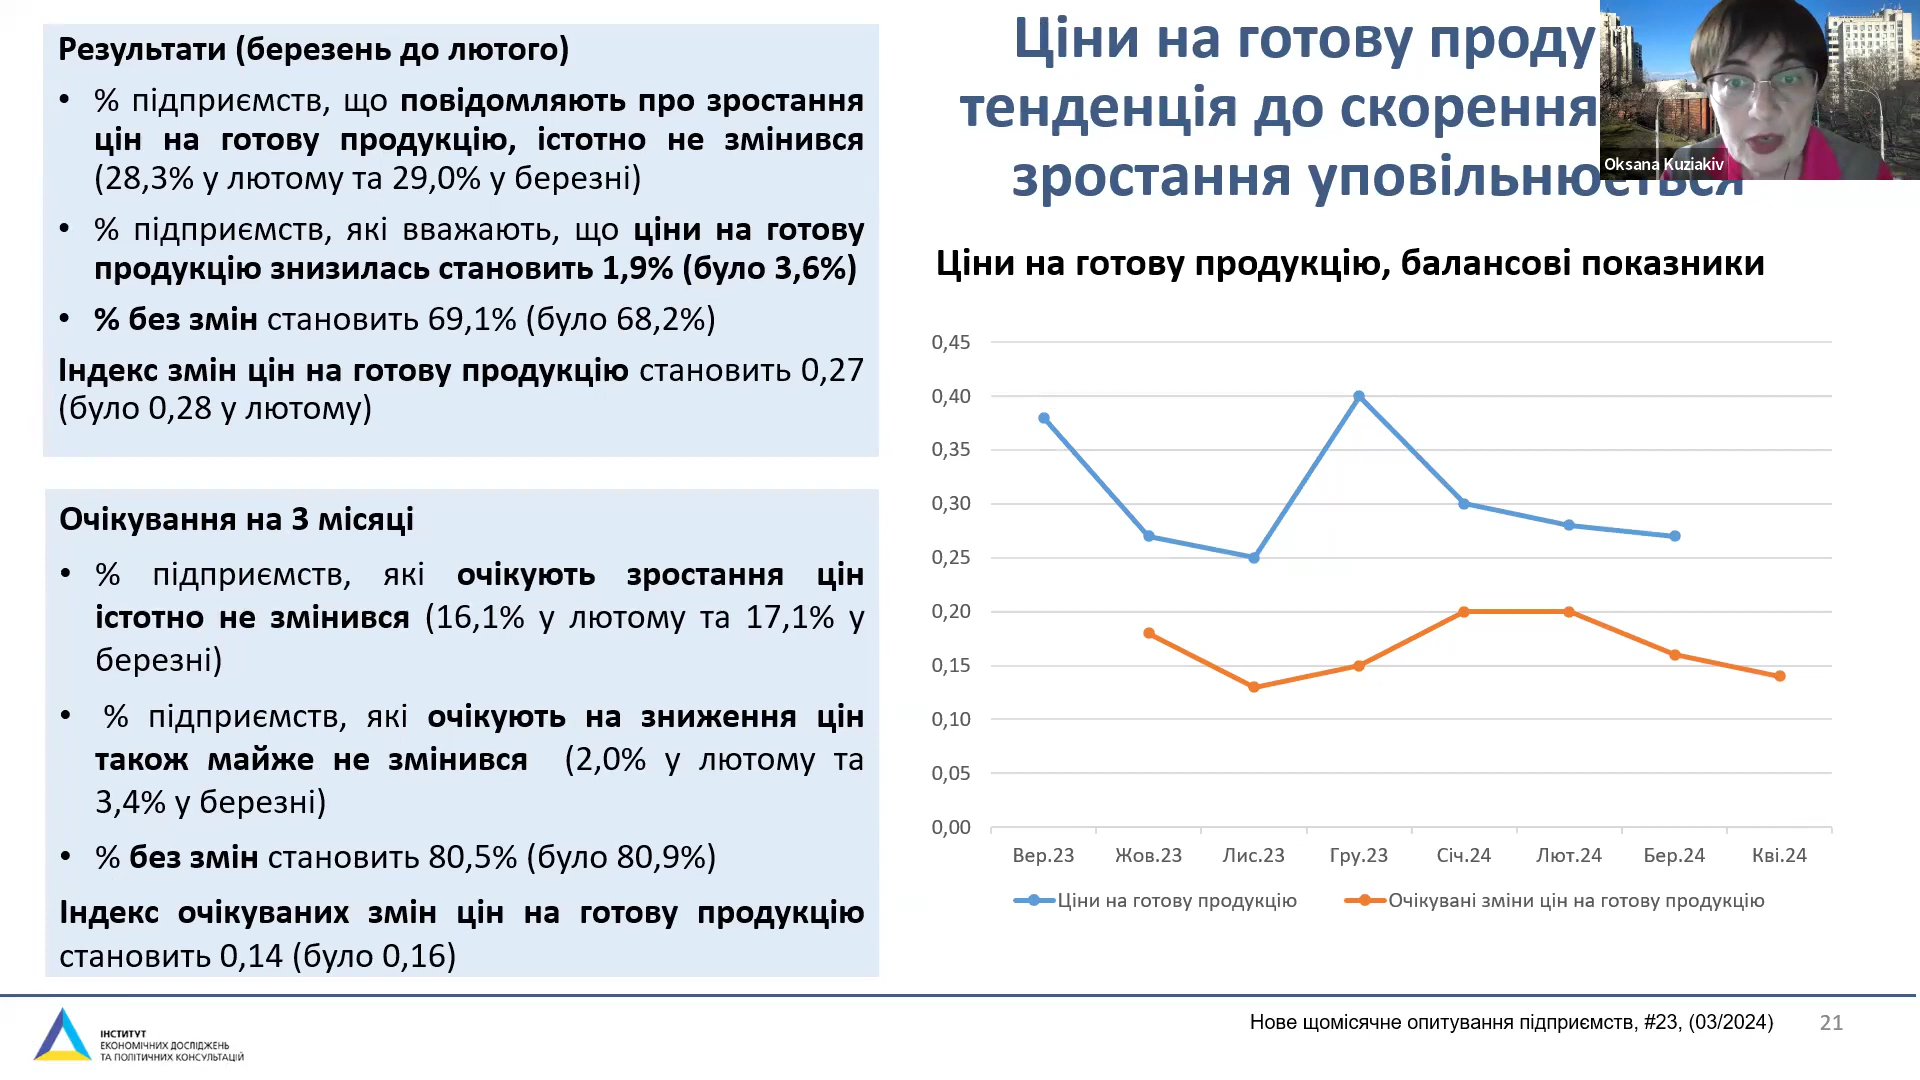 Результати (березень до лютого)
• % підприємств, що повідомляють про зростання
цін на готову продукцію, істотно не змінився
(28,3% у лютому та 29,0% у березні)
• % підприємств, які вважають, що ціни на готову
продукцію знизилась становить 1,9% (було 3,6%)
• % без змін становить 69,1% (було 68,2%)
Індекс змін цін на готову продукцію становить 0,27
(було 0,28 у лютому)
Очікування на 3 місяці
• % підприємств, які очікують зростання цін
істотно не змінився (16,1% у лютому та 17,1% у
березні)
• % підприємств, які очікують на зниження цін
також майже не змінився (2,0% у лютому та
3,4% у березні)
• % без змін становить 80,5% (було 80,9%)
Індекс очікуваних змін цін на готову продукцію
становить 0,14 (було 0,16)
Ціни на готову
тенденція до
зростання уповільнюється
Oksana Kuziakiv
Ціни на готову продукцію, балансові показники
0,45
0,40
0,35
0,30
0,25
0,20
0,15
0,10
0,05
0,00
Вер.23 Жов.23 Лис.23 Гру.23 Січ.24 Лют.24 Бер.24 Кві.24
Ціни на готову продукцію Очікувані зміни цін на готову продукцію
ІНСТИТУТ
ЕКОНОМІЧНИХ ДОСЛІДЖЕНЬ
ТА ПОЛІТИЧНИХ КОНСУЛЬТАЦІЙ
Нове щомісячне опитування підприємств, #23, (03/2024) 21